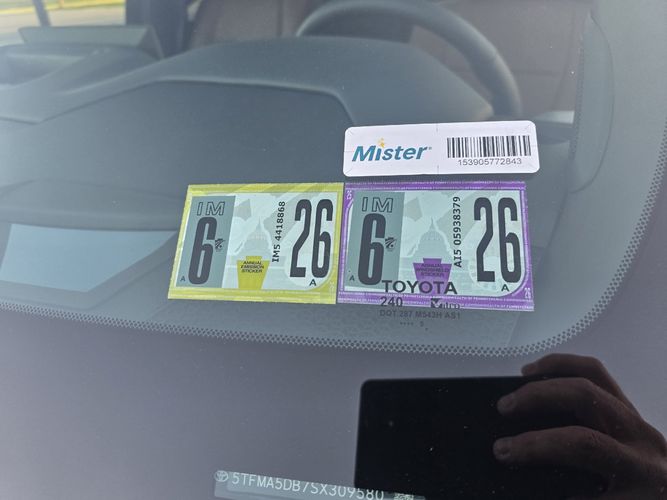 Mister®
153905772843
IM
6
26
IM5 4418868
A
A
ANNUAL
EMISSION
STICKER
IM
6
26
AI5 05938379
A
A
ANNUAL
WINDSHIELD
STICKER
TOYOTA
240
DOT 287 M543H AS1
5TFMA5DB7SX309580